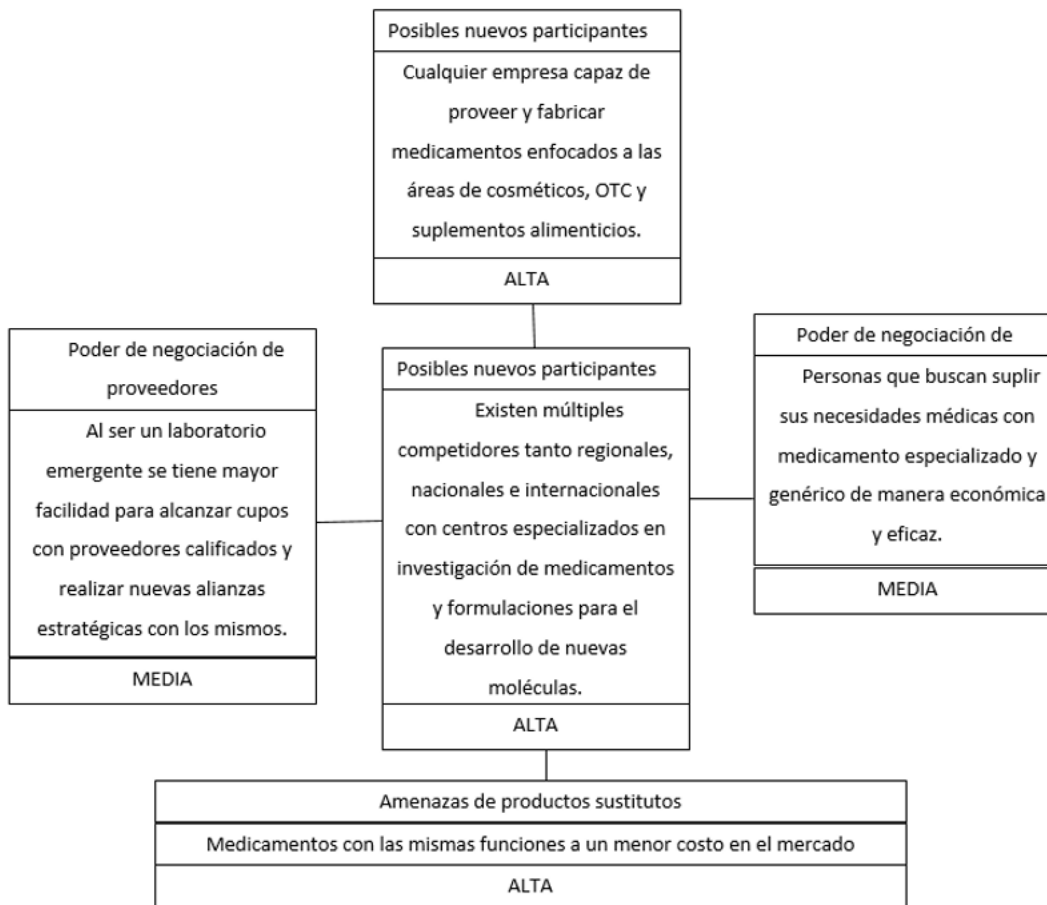 Posibles nuevos participantes
Cualquier empresa capaz de
proveer y fabricar
medicamentos enfocados a las
áreas de cosméticos, OTC y
suplementos alimenticios.
ALTA
Poder de negociación de
proveedores
Al ser un laboratorio
emergente se tiene mayor
facilidad para alcanzar cupos
con proveedores calificados y
realizar nuevas alianzas
estratégicas con los mismos.
MEDIA
Posibles nuevos participantes
Existen múltiples
competidores tanto regionales,
nacionales e internacionales
con centros especializados en
investigación de medicamentos
y formulaciones para el
desarrollo de nuevas
moléculas.
ALTA
Poder de negociación de
Personas que buscan suplir
sus necesidades médicas con
medicamento especializado y
genérico de manera económica
y eficaz.
MEDIA
Amenazas de productos sustitutos
Medicamentos con las mismas funciones a un menor costo en el mercado
ALTA